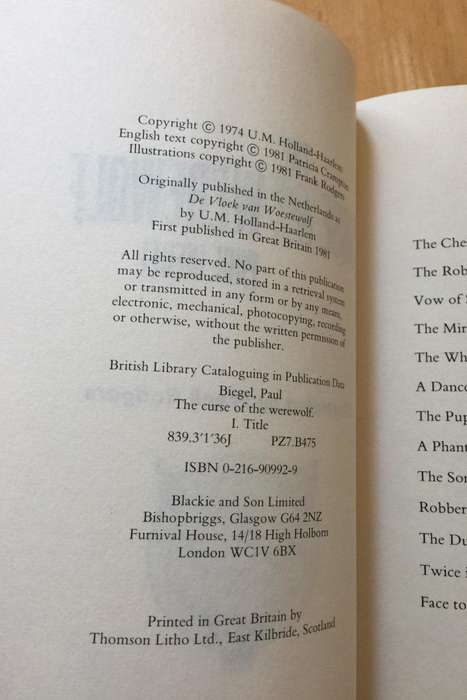 Copyright © 1974 U.M. Holland-Haarlem
English text copyright © 1981 Patricia Crampton
Illustrations copyright © 1981 Frank Rodgers
Originally published in the Netherlands as
De Vloek van Woestewolf
by U.M. Holland-Haarlem
First published in Great Britain 1981
All rights reserved. No part of this publication
may be reproduced, stored in a retrieval system
or transmitted in any form or by any means,
electronic, mechanical, photocopying, recording
or otherwise, without the written permission of
the publisher.
British Library Cataloguing in Publication Data
Biegel, Paul
The curse of the werewolf.
I. Title
839.3'1'36J PZ7.B475
ISBN 0-216-90992-9
Blackie and Son Limited
Bishopbriggs, Glasgow G64 2NZ
Furnival House, 14/18 High Holborn
London WC1V 6BX
Printed in Great Britain by
Thomson Litho Ltd., East Kilbride, Scotland
The Che
The Rob
Vow of
The Mir
The Wh
A Danc
The Pup
A Phant
The So
Robber
The Du
Twice i
Face to